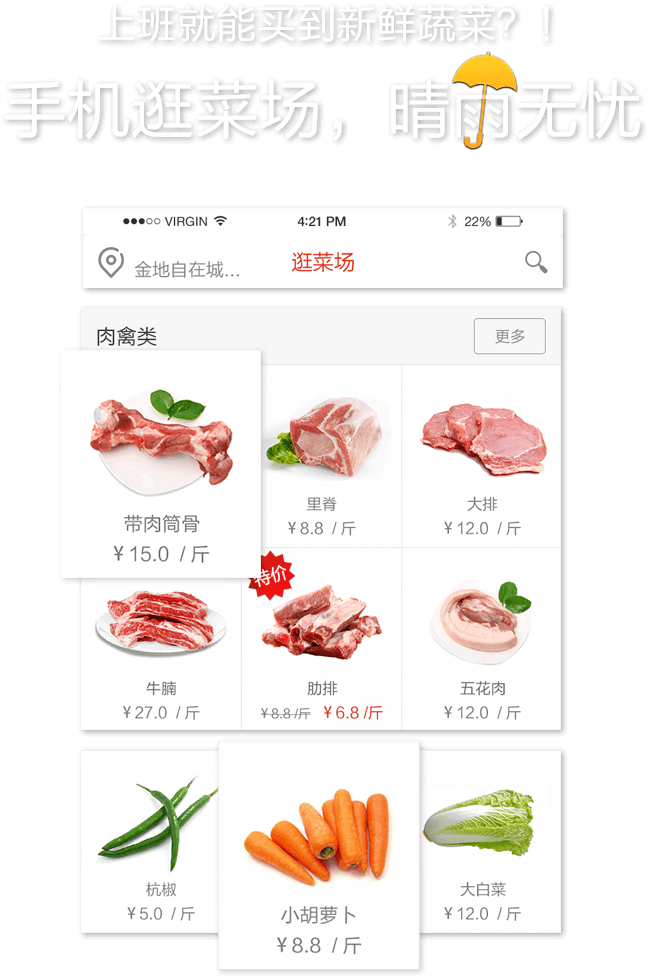 上班就能买到新鲜蔬菜？！
手机逛菜场，晴雨无忧
●●●○○ VIRGIN 4:21 PM 22%
金地自在城... 逛菜场
肉禽类 更多
带肉筒骨
¥ 15.0 / 斤
里脊
¥ 8.8 / 斤
大排
¥ 12.0 / 斤
牛腩
¥ 27.0 / 斤
特价
肋排
¥ 8.8 /斤 ¥ 6.8 /斤
五花肉
¥ 12.0 / 斤
杭椒
¥ 5.0 / 斤
小胡萝卜
¥ 8.8 / 斤
大白菜
¥ 12.0 / 斤